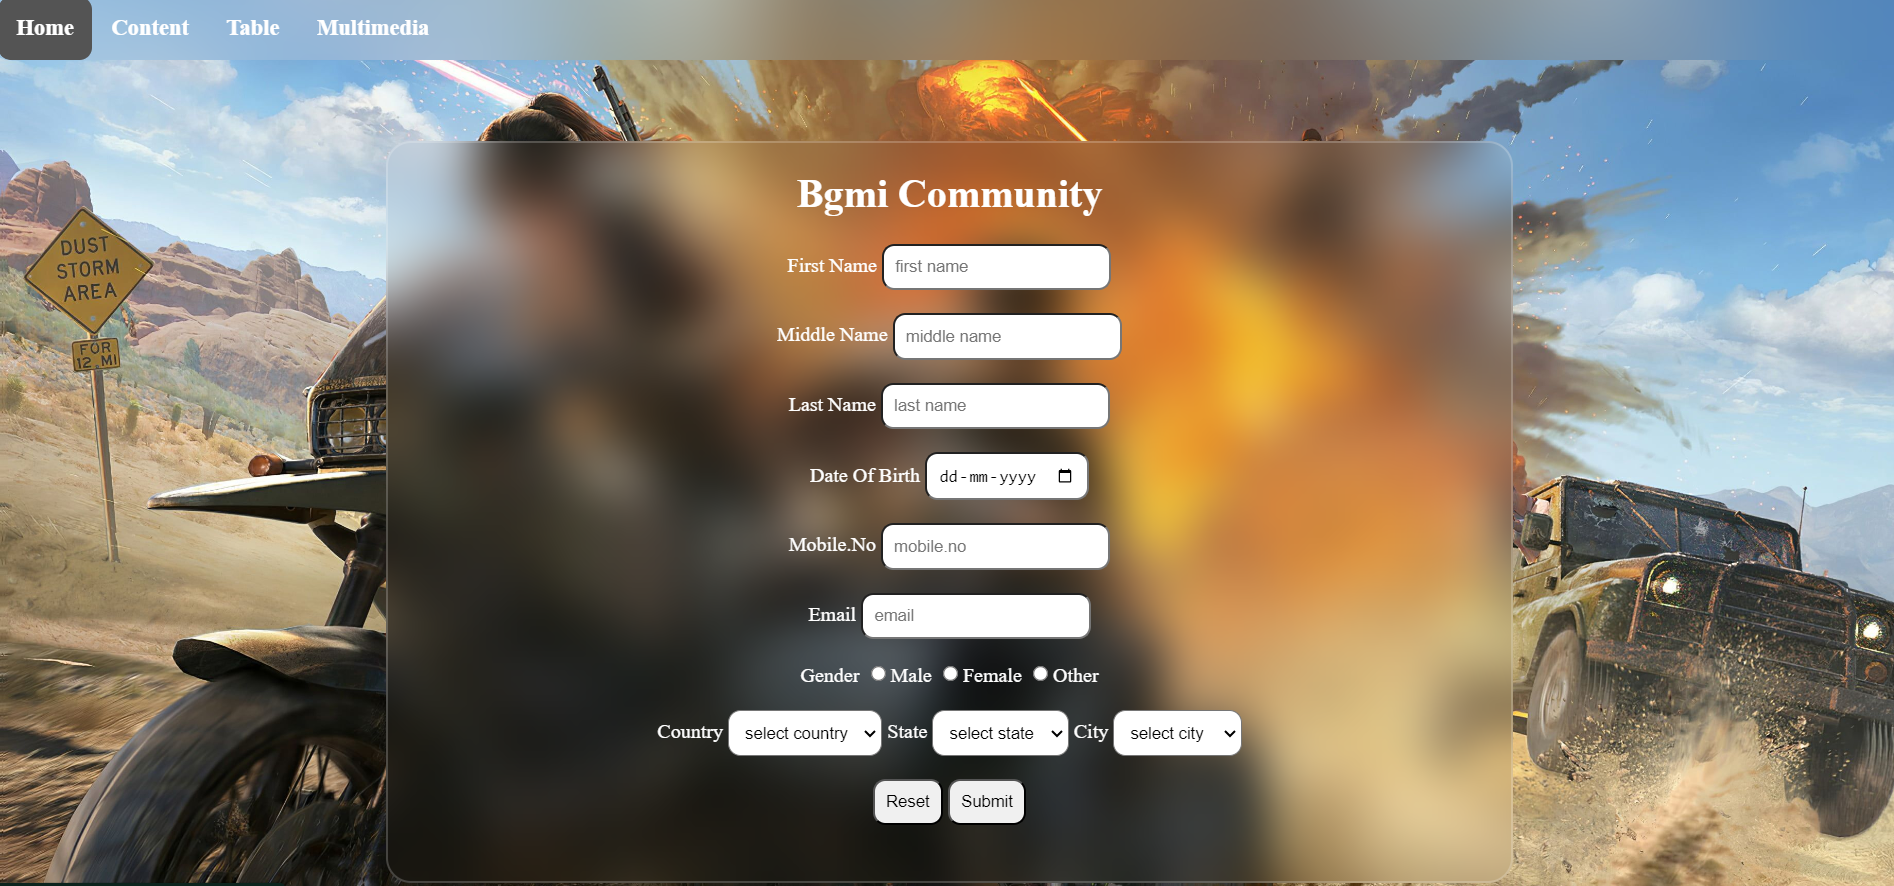 Home Content Table Multimedia
DUST
STORM
AREA
FOR
12 MI
Bgmi Community
First Name first name
Middle Name middle name
Last Name last name
Date Of Birth dd-mm-yyyy
Mobile.No mobile.no
Email email
Gender Male Female Other
Country select country State select state City select city
Reset Submit